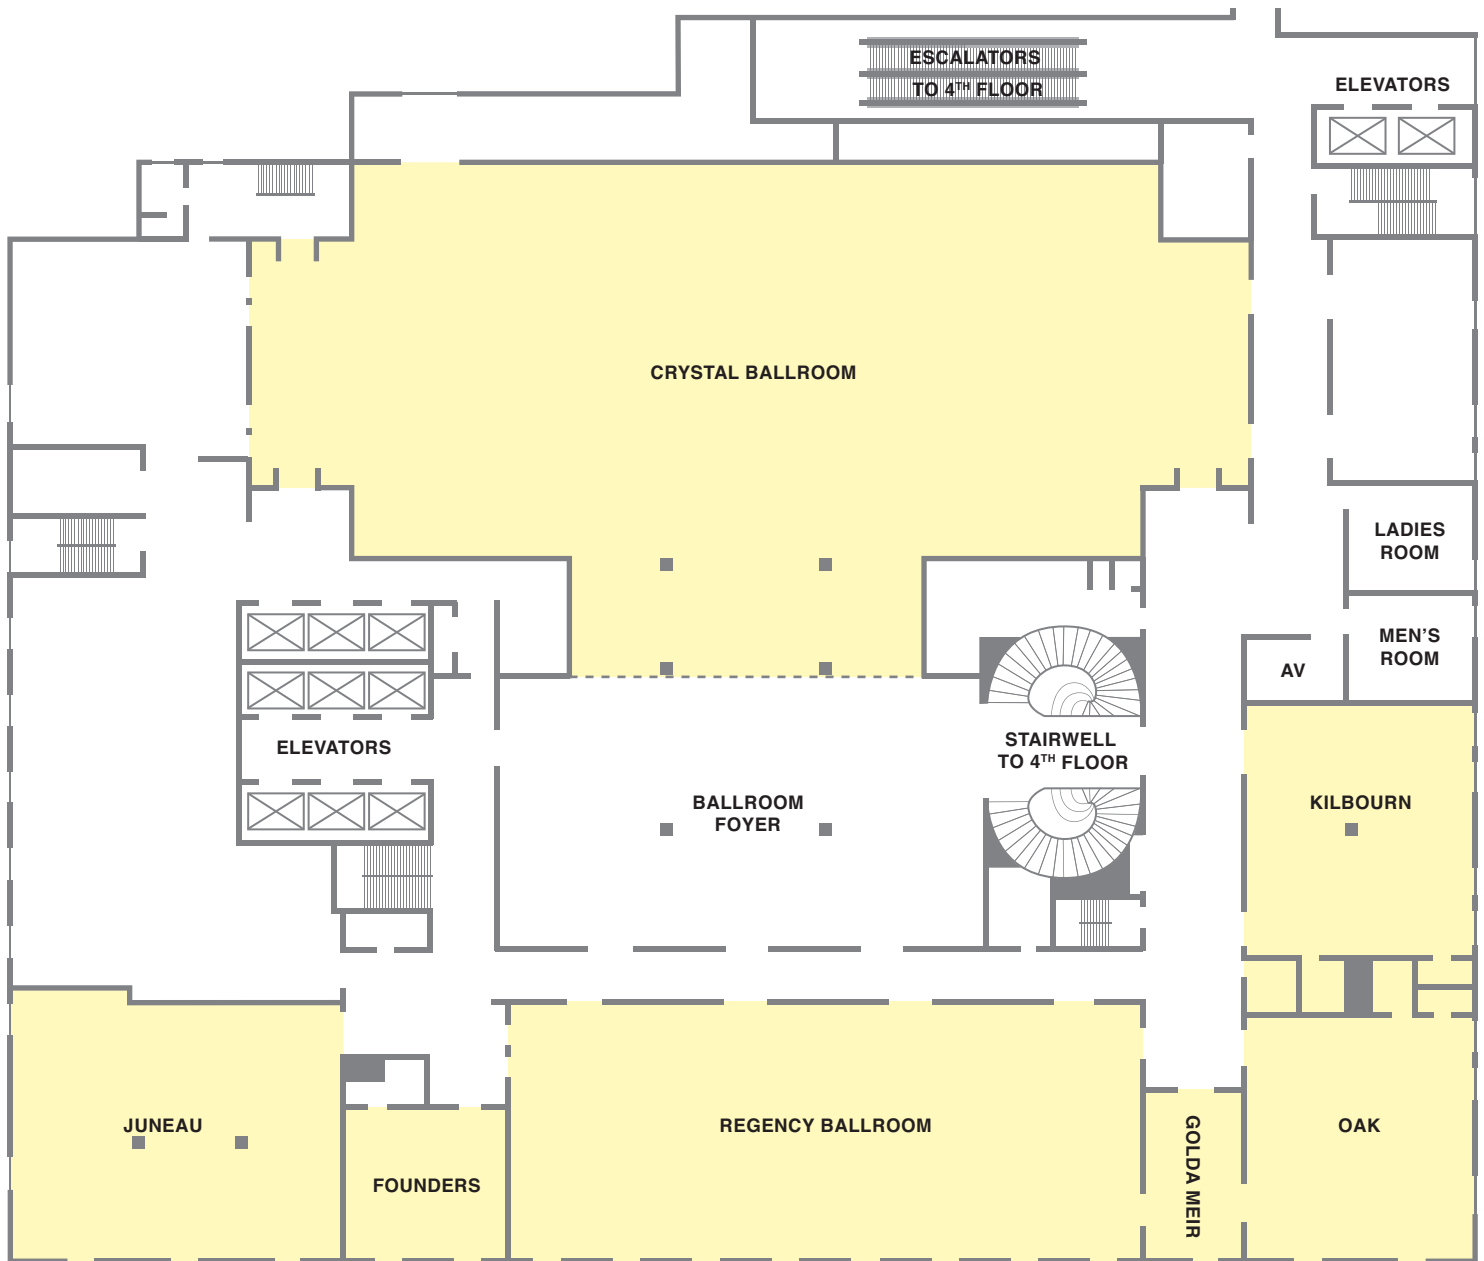 ESCALATORS
TO 4TH FLOOR
ELEVATORS
CRYSTAL BALLROOM
LADIES
ROOM
MEN'S
ROOM
AV
ELEVATORS
STAIRWELL
TO 4TH FLOOR
BALLROOM
FOYER
KILBOURN
JUNEAU
REGENCY BALLROOM
GOLDA MEIR
OAK
FOUNDERS